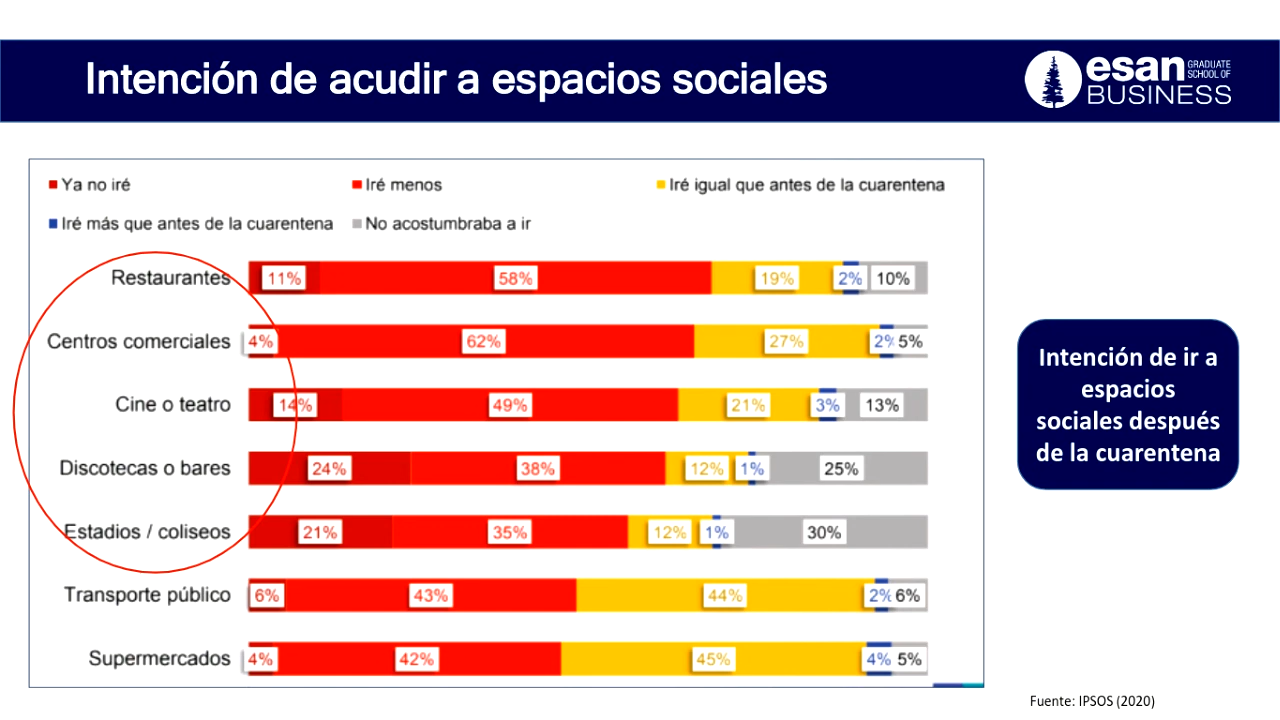 Intención de acudir a espacios sociales
esan GRADUATE
SCHOOL OF
BUSINESS
Ya no iré
Iré menos
Iré igual que antes de la cuarentena
Iré más que antes de la cuarentena
No acostumbraba a ir
Restaurantes 11% 58% 19% 2% 10%
Centros comerciales 4% 62% 27% 2% 5%
Cine o teatro 14% 49% 21% 3% 13%
Discotecas o bares 24% 38% 12% 1% 25%
Estadios / coliseos 21% 35% 12% 1% 30%
Transporte público 6% 43% 44% 2% 6%
Supermercados 4% 42% 45% 4% 5%
Intención de ir a
espacios
sociales después
de la cuarentena
Fuente: IPSOS (2020)